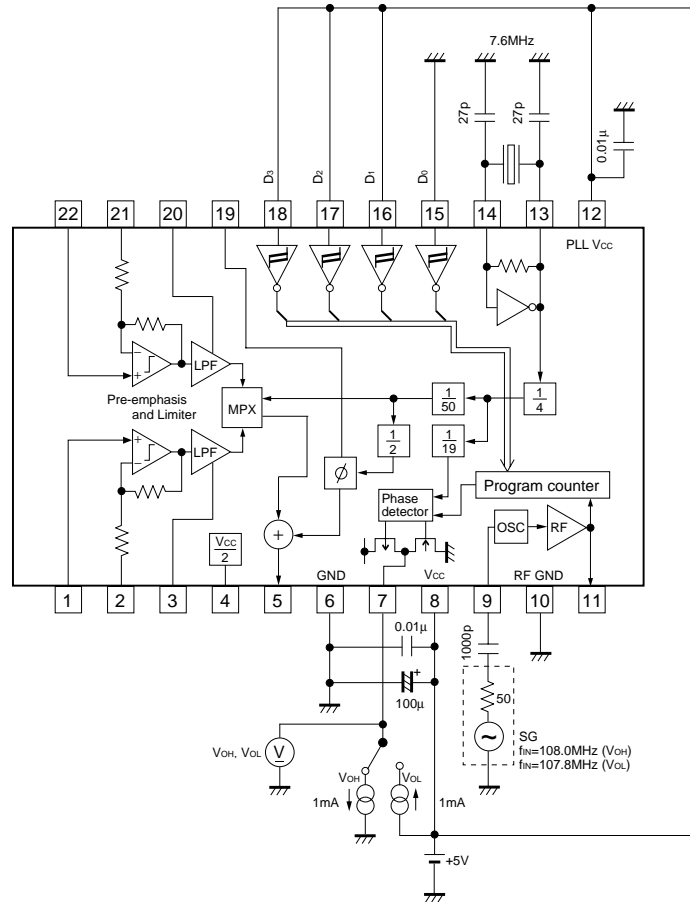 7.6MHz
27p
27p
0.01μ
D3
D2
D1
D0
22
21
20
19
18
17
16
15
14
13
12
PLL VCC
LPF
Pre-emphasis
and Limiter
MPX
1/50
1/4
1/2
1/19
LPF
ϕ
Phase
detector
Program counter
OSC
RF
VCC/2
+
GND
VCC
RF GND
1
2
3
4
5
6
7
8
9
10
11
0.01μ
100μ
+
1000p
50
VOH, VOL
V
VOH
VOL
1mA
1mA
SG
fIN=108.0MHz (VOH)
fIN=107.8MHz (VOL)
+5V